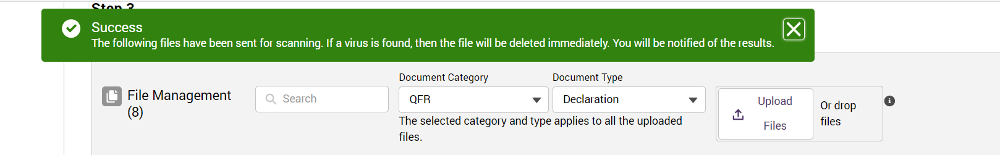 Step 3
Success
The following files have been sent for scanning. If a virus is found, then the file will be deleted immediately. You will be notified of the results.
Document Category
Document Type
File Management
(8)
Search
QFR
Declaration
Upload
Files
Or drop
files
The selected category and type applies to all the uploaded
files.